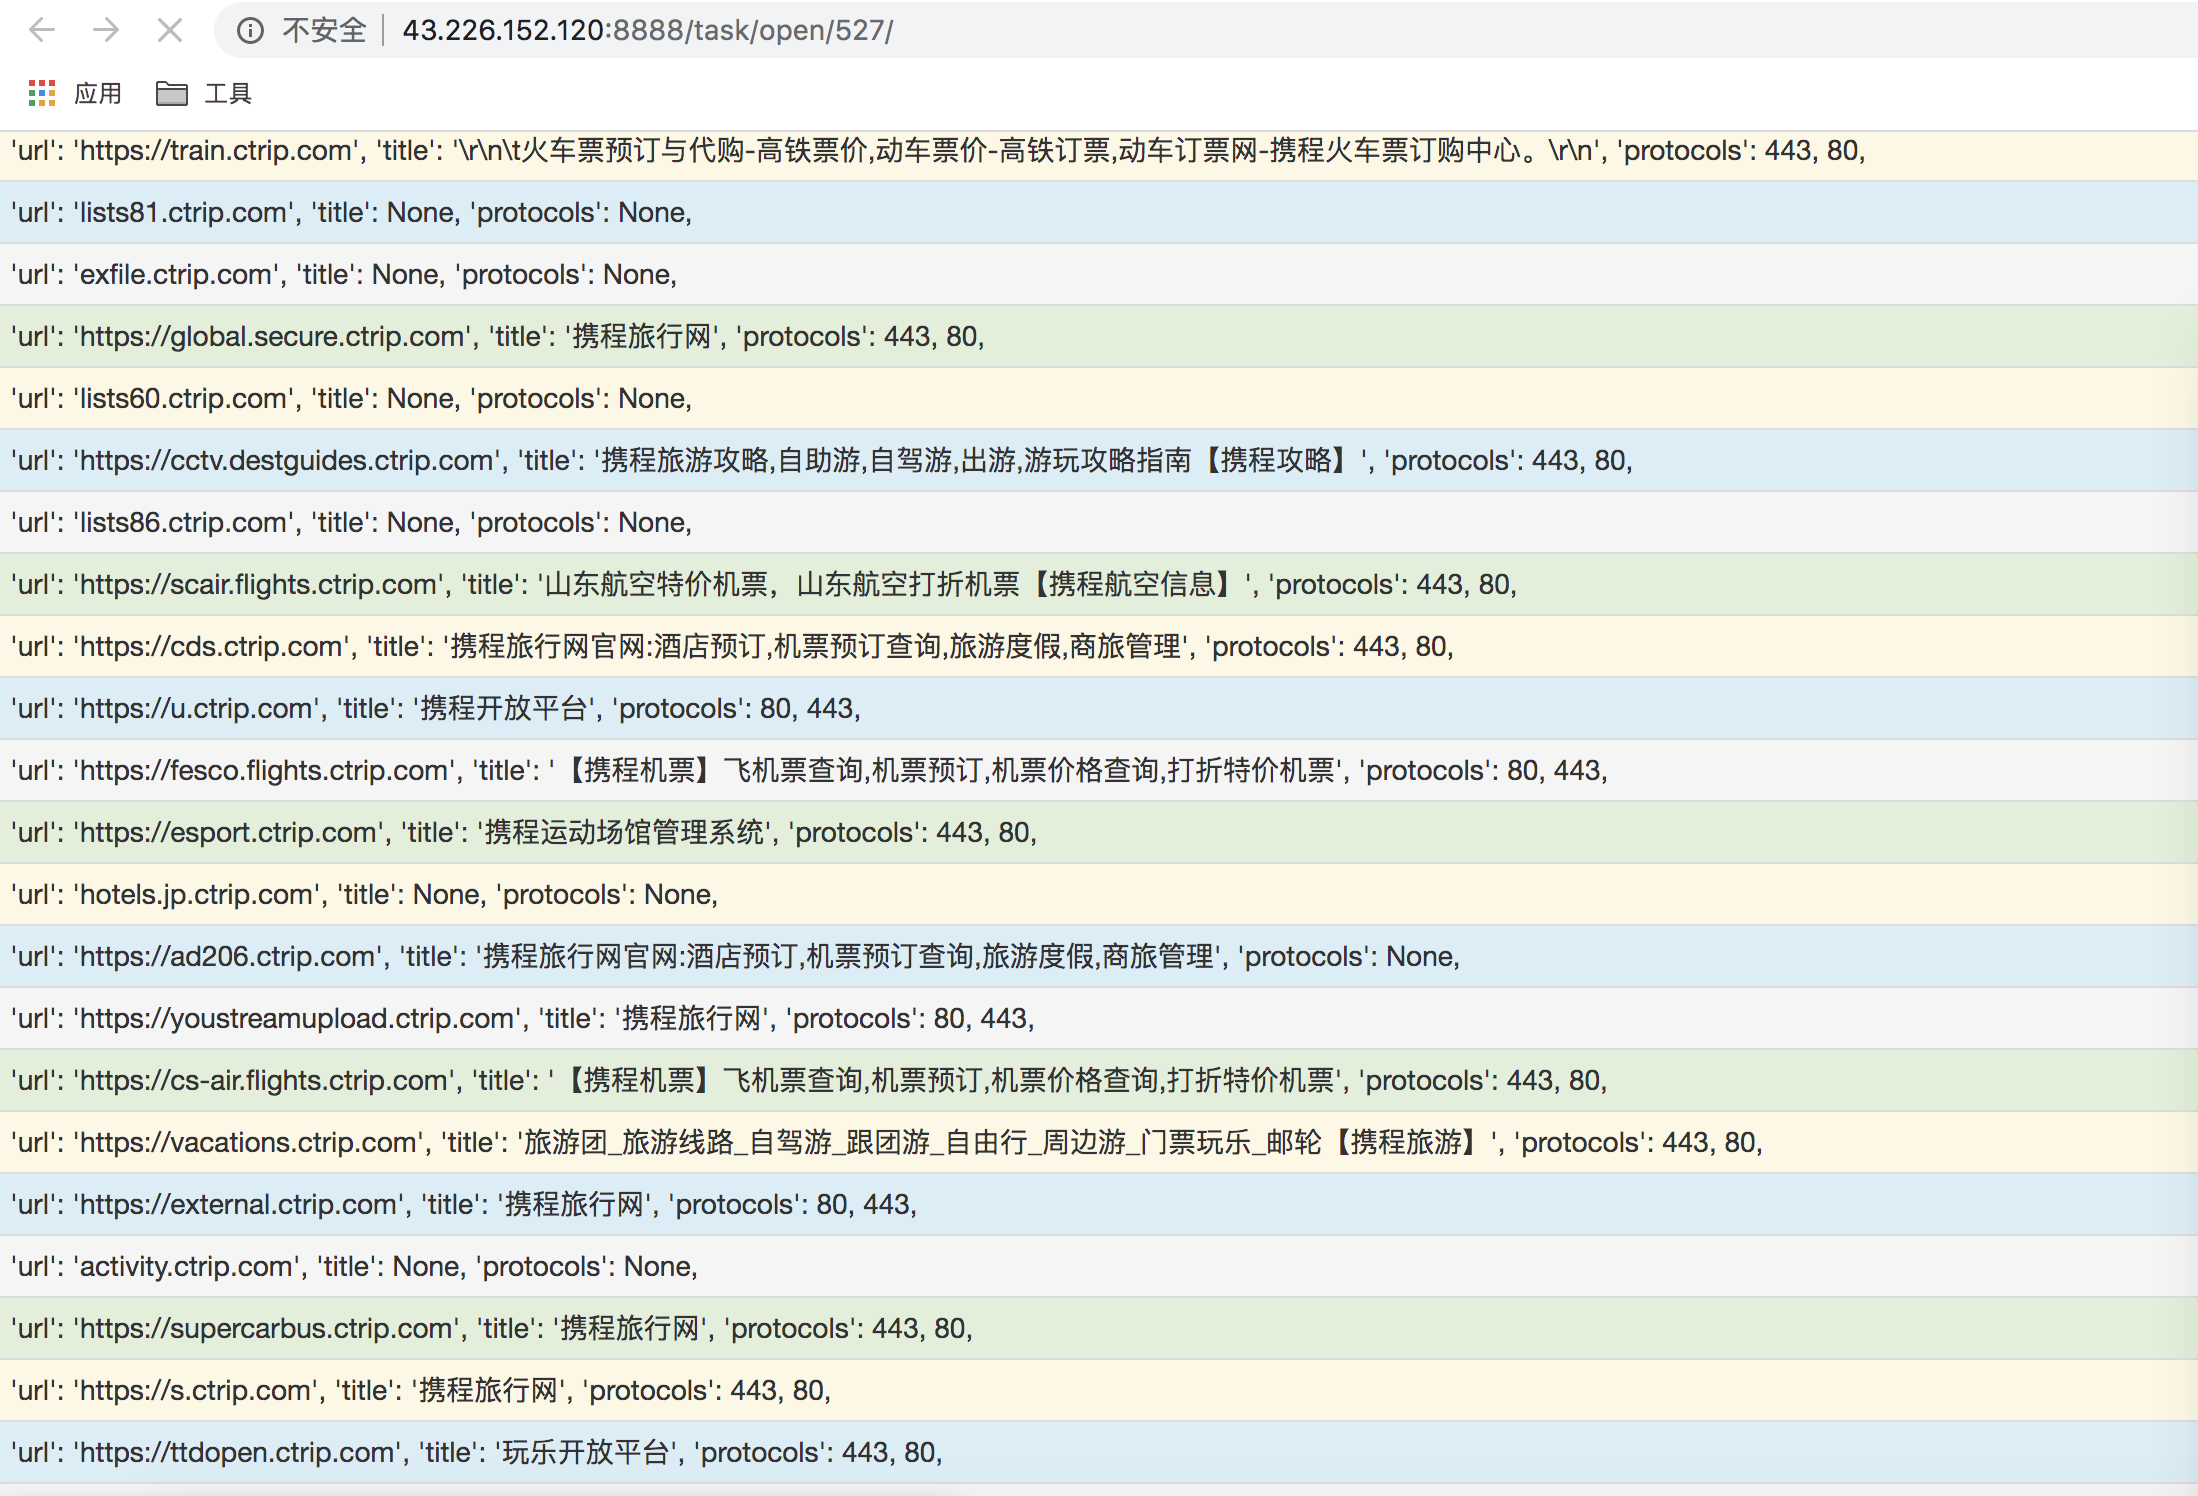 不安全 43.226.152.120:8888/task/open/527/
应用 工具
'url': 'https://train.ctrip.com', 'title': '\r\n\t火车票预订与代购-高铁票价,动车票价-高铁订票,动车订票网-携程火车票订购中心。\r\n', 'protocols': 443, 80,
'url': 'lists81.ctrip.com', 'title': None, 'protocols': None,
'url': 'exfile.ctrip.com', 'title': None, 'protocols': None,
'url': 'https://global.secure.ctrip.com', 'title': '携程旅行网', 'protocols': 443, 80,
'url': 'lists60.ctrip.com', 'title': None, 'protocols': None,
'url': 'https://cctv.destguides.ctrip.com', 'title': '携程旅游攻略,自助游,自驾游,出游,游玩攻略指南【携程攻略】', 'protocols': 443, 80,
'url': 'lists86.ctrip.com', 'title': None, 'protocols': None,
'url': 'https://scair.flights.ctrip.com', 'title': '山东航空特价机票，山东航空打折机票【携程航空信息】', 'protocols': 443, 80,
'url': 'https://cds.ctrip.com', 'title': '携程旅行网官网:酒店预订,机票预订查询,旅游度假,商旅管理', 'protocols': 443, 80,
'url': 'https://u.ctrip.com', 'title': '携程开放平台', 'protocols': 80, 443,
'url': 'https://fesco.flights.ctrip.com', 'title': '【携程机票】飞机票查询,机票预订,机票价格查询,打折特价机票', 'protocols': 80, 443,
'url': 'https://esport.ctrip.com', 'title': '携程运动场馆管理系统', 'protocols': 443, 80,
'url': 'hotels.jp.ctrip.com', 'title': None, 'protocols': None,
'url': 'https://ad206.ctrip.com', 'title': '携程旅行网官网:酒店预订,机票预订查询,旅游度假,商旅管理', 'protocols': None,
'url': 'https://youstreamupload.ctrip.com', 'title': '携程旅行网', 'protocols': 80, 443,
'url': 'https://cs-air.flights.ctrip.com', 'title': '【携程机票】飞机票查询,机票预订,机票价格查询,打折特价机票', 'protocols': 443, 80,
'url': 'https://vacations.ctrip.com', 'title': '旅游团_旅游线路_自驾游_跟团游_自由行_周边游_门票玩乐_邮轮【携程旅游】', 'protocols': 443, 80,
'url': 'https://external.ctrip.com', 'title': '携程旅行网', 'protocols': 80, 443,
'url': 'activity.ctrip.com', 'title': None, 'protocols': None,
'url': 'https://supercarbus.ctrip.com', 'title': '携程旅行网', 'protocols': 443, 80,
'url': 'https://s.ctrip.com', 'title': '携程旅行网', 'protocols': 443, 80,
'url': 'https://ttdopen.ctrip.com', 'title': '玩乐开放平台', 'protocols': 443, 80,